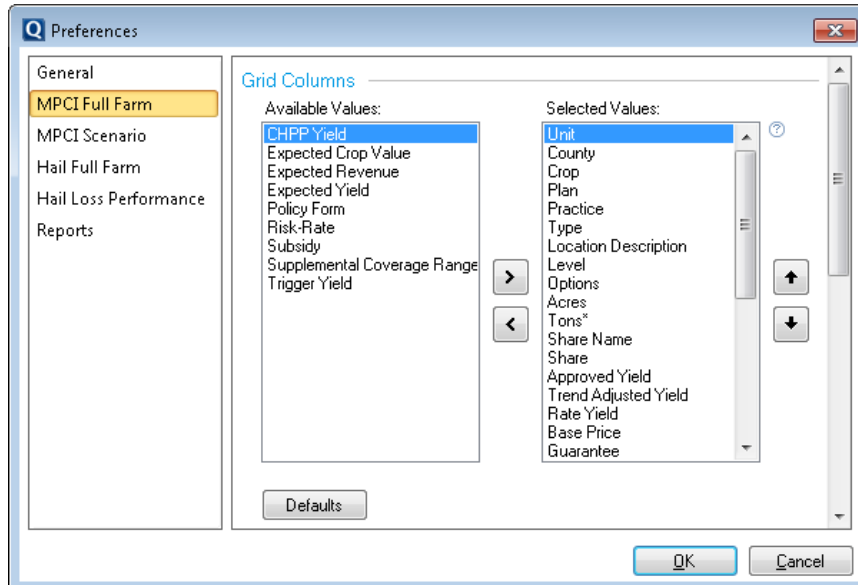 Q Preferences
General
MPCI Full Farm
MPCI Scenario
Hail Full Farm
Hail Loss Performance
Reports
Grid Columns
Available Values:
CHPP Yield
Expected Crop Value
Expected Revenue
Expected Yield
Policy Form
Risk-Rate
Subsidy
Supplemental Coverage Range
Trigger Yield
>
<
Selected Values:
Unit
County
Crop
Plan
Practice
Type
Location Description
Level
Options
Acres
Tons*
Share Name
Share
Approved Yield
Trend Adjusted Yield
Rate Yield
Base Price
Guarantee
?
Defaults
OK
Cancel